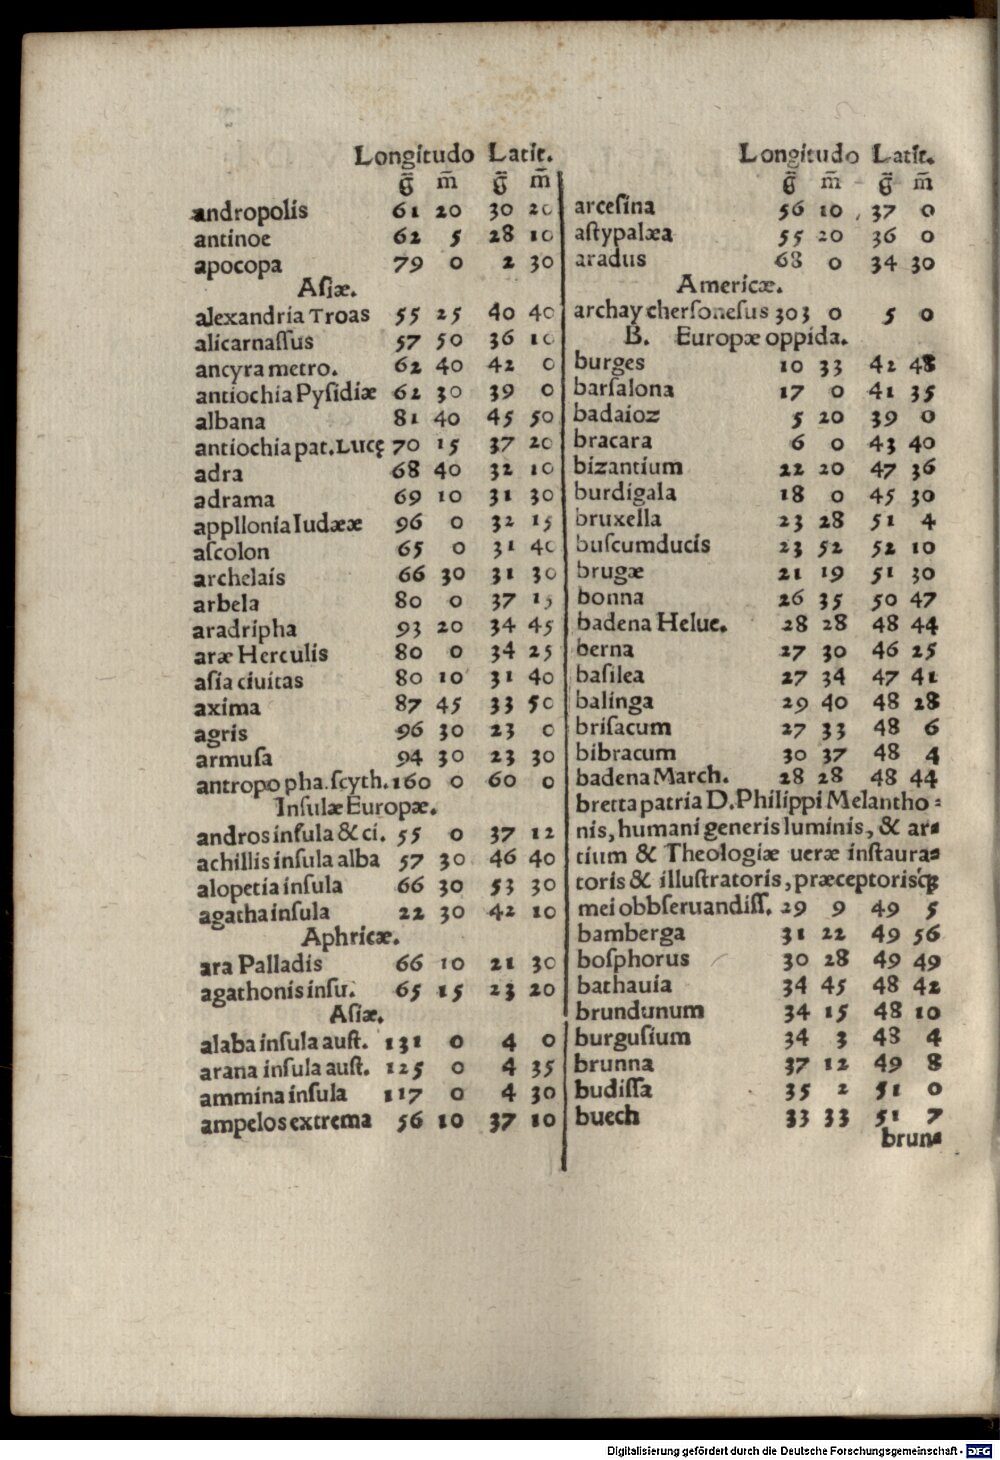 Longitudo Latit.
g̃ m̃ g̃ m̃
andropolis 61 20 30 20
antinoe 62 5 28 10
apocopa 79 0 2 30
Aſiæ.
alexandria Troas 55 25 40 40
alicarnaſſus 57 50 36 10
ancyra metro. 62 40 42 0
antiochia Pyſidiæ 62 30 39 0
albana 81 40 45 50
antiochia pat. Lucę 70 15 37 20
adra 68 40 32 10
adrama 69 10 31 30
appllonia Iudææ 96 0 32 15
aſcolon 65 0 31 40
archelais 66 30 31 30
arbela 80 0 37 15
aradripha 93 20 34 45
aræ Herculis 80 0 34 25
aſia ciuitas 80 10 31 40
axima 87 45 33 50
agris 96 30 23 0
armuſa 94 30 23 30
antropo pha. ſcyth. 160 0 60 0
Inſulæ Europæ.
andros inſula & ci. 55 0 37 12
achillis inſula alba 57 30 46 40
alopetia inſula 66 30 53 30
agatha inſula 22 30 42 10
Aphricæ.
ara Palladis 66 10 21 30
agathonis inſu. 65 15 23 20
Aſiæ.
alaba inſula auſt. 131 0 4 0
arana inſula auſt. 125 0 4 35
ammina inſula 117 0 4 30
ampelos extrema 56 10 37 10
Longitudo Latit.
g̃ m̃ g̃ m̃
arceſina 56 10 37 0
aſtypalæa 55 20 36 0
aradus 68 0 34 30
Americæ.
archay cherſoneſus 303 0 5 0
B. Europæ oppida.
burges 10 33 42 48
barſalona 17 0 41 35
badaioz 5 20 39 0
bracara 6 0 43 40
bizantium 22 20 47 36
burdigala 18 0 45 30
bruxella 23 28 51 4
buſcumducis 23 52 52 10
brugæ 21 19 51 30
bonna 26 35 50 47
badena Helue. 28 28 48 44
berna 27 30 46 25
baſilea 27 34 47 41
balinga 29 40 48 28
briſacum 27 33 48 6
bibracum 30 37 48 4
badena March. 28 28 48 44
bretta patria D. Philippi Melantho=
nis, humani generis luminis, & ar=
tium & Theologiæ ueræ inſtaura=
toris & illuſtratoris, præceptorisq́;
mei obbſeruandiſſ. 29 9 49 5
bamberga 31 22 49 56
boſphorus 30 28 49 49
bathauia 34 45 48 42
brundunum 34 15 48 10
burguſium 34 3 48 4
brunna 37 12 49 8
budiſſa 35 2 51 0
buech 33 33 51 7
brun=
Digitalisierung gefördert durch die Deutsche Forschungsgemeinschaft - DFG